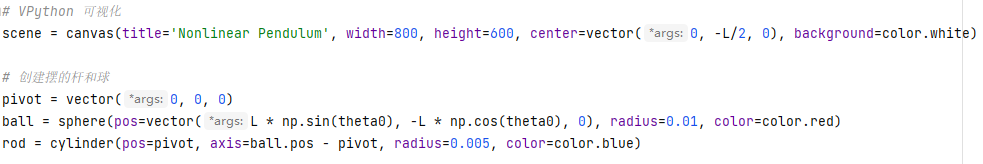 # VPython 可视化
scene = canvas(title='Nonlinear Pendulum', width=800, height=600, center=vector( *args: 0, -L/2, 0), background=color.white)
# 创建摆的杆和球
pivot = vector( *args: 0, 0, 0)
ball = sphere(pos=vector( *args: L * np.sin(theta0), -L * np.cos(theta0), 0), radius=0.01, color=color.red)
rod = cylinder(pos=pivot, axis=ball.pos - pivot, radius=0.005, color=color.blue)